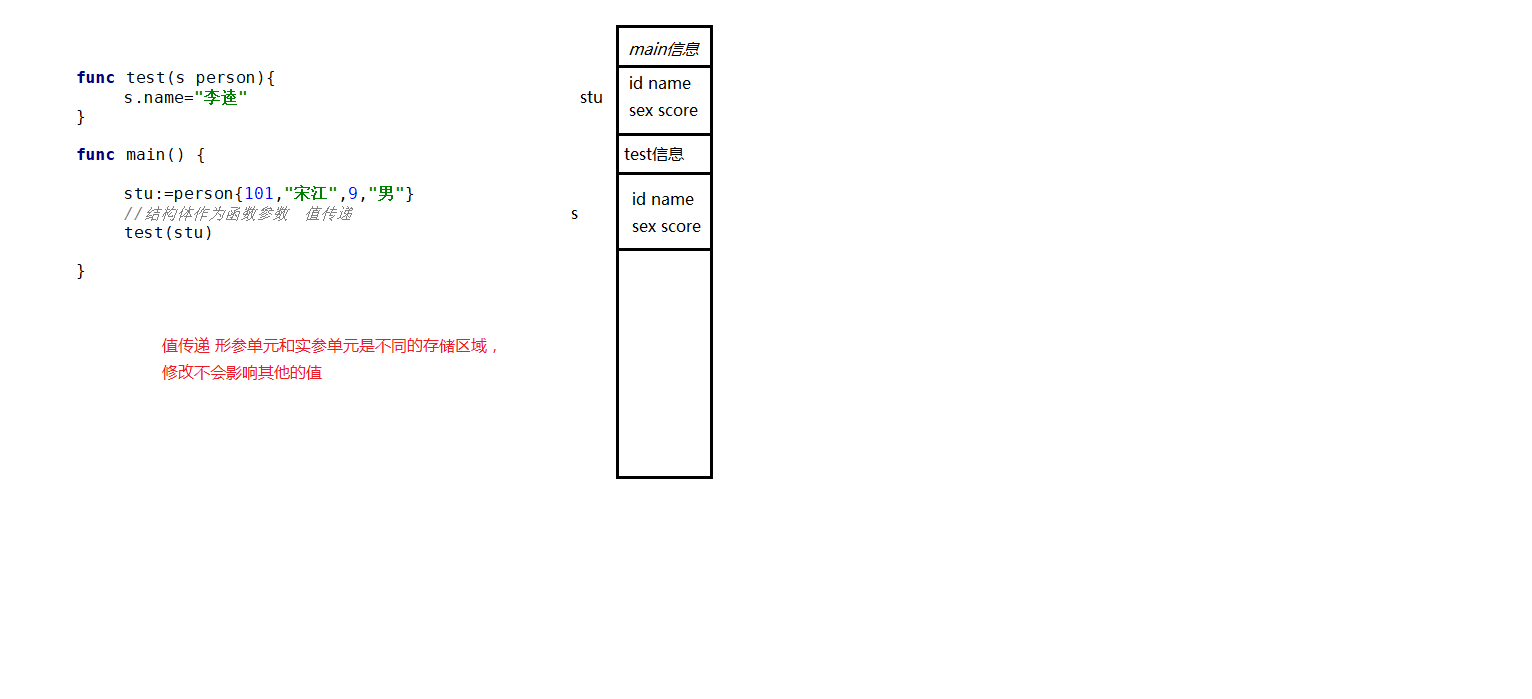 func test(s person){
s.name="李逵"
}
func main() {
stu:=person{101,"宋江",9,"男"}
//结构体作为函数参数 值传递
test(stu)
}
值传递 形参单元和实参单元是不同的存储区域，
修改不会影响其他的值
main信息
stu
id name
sex score
test信息
s
id name
sex score